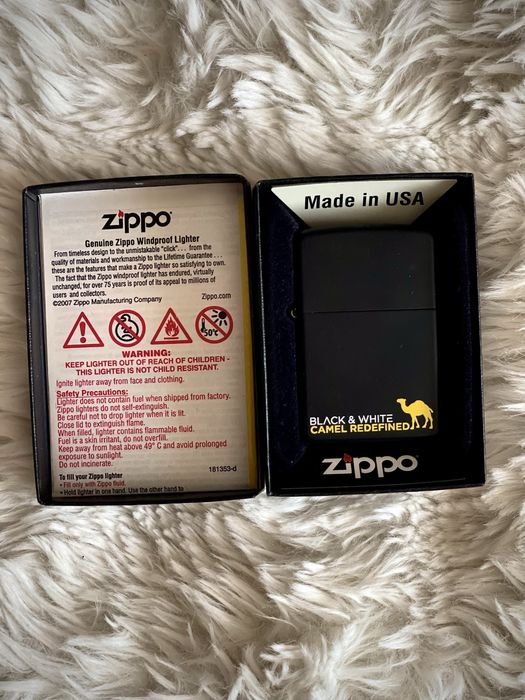 zippo
Genuine Zippo Windproof Lighter
From timeless design to the unmistakable "click". . . from the
quality of materials and workmanship to the Lifetime Guarantee . . .
these are the features that make a Zippo lighter so satisfying to own.
The fact that the Zippo windproof lighter has endured, virtually
unchanged, for over 75 years is proof of its appeal to millions of
users and collectors.
©2007 Zippo Manufacturing Company Zippo.com
50°C
WARNING:
KEEP LIGHTER OUT OF REACH OF CHILDREN -
THIS LIGHTER IS NOT CHILD RESISTANT.
Ignite lighter away from face and clothing.
Safety Precautions:
Lighter does not contain fuel when shipped from factory.
Zippo lighters do not self-extinguish.
Be careful not to drop lighter when it is lit.
Close lid to extinguish flame.
When filled, lighter contains flammable fluid.
Fuel is a skin irritant, do not overfill.
Keep away from heat above 49° C and avoid prolonged
exposure to sunlight.
Do not incinerate.
181353-d
To fill your Zippo lighter
• Fill only with Zippo fluid.
• Hold lighter in one hand. Use the other hand to
Made in USA
BLACK & WHITE
CAMEL REDEFINED
zippo